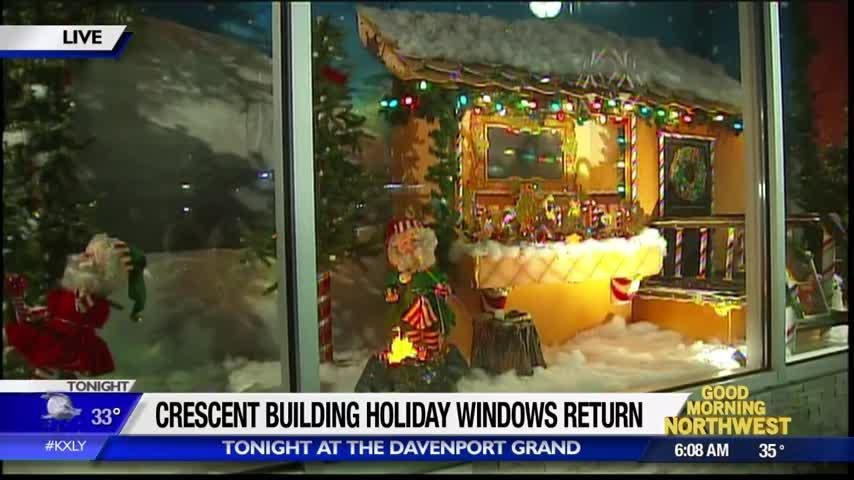 LIVE
TONIGHT
33°
CRESCENT BUILDING HOLIDAY WINDOWS RETURN
GOOD MORNING NORTHWEST
#KXLY
TONIGHT AT THE DAVENPORT GRAND
6:08 AM 35°